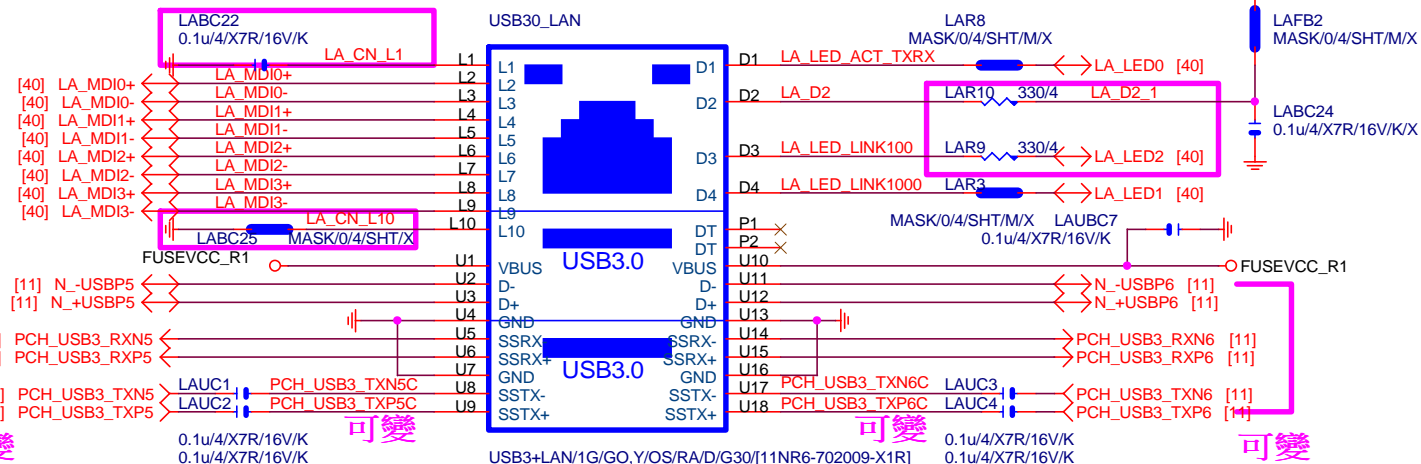 LABC22
0.1u/4/X7R/16V/K
LA_CN_L1
USB30_LAN
LAR8
MASK/0/4/SHT/M/X
LAFB2
MASK/0/4/SHT/M/X
L1 L1 D1 D1 LA_LED_ACT_TXRX LA_LED0 [40]
[40] LA_MDI0+ LA_MDI0+ L2 L2
[40] LA_MDI0- LA_MDI0- L3 L3 D2 D2 LA_D2 LAR10 330/4 LA_D2_1
[40] LA_MDI1+ LA_MDI1+ L4 L4
LABC24
0.1u/4/X7R/16V/K/X
[40] LA_MDI1- LA_MDI1- L5 L5
[40] LA_MDI2+ LA_MDI2+ L6 L6 D3 D3 LA_LED_LINK100 LAR9 330/4 LA_LED2 [40]
[40] LA_MDI2- LA_MDI2- L7 L7
[40] LA_MDI3+ LA_MDI3+ L8 L8 D4 D4 LA_LED_LINK1000 LAR3 LA_LED1 [40]
[40] LA_MDI3- LA_MDI3- L9 L9
LA_CN_L10 L10 L10 DT P1
MASK/0/4/SHT/M/X LAUBC7
0.1u/4/X7R/16V/K
LABC25 MASK/0/4/SHT/X
DT P2
FUSEVCC_R1 U1 VBUS USB3.0 VBUS U10 FUSEVCC_R1
[11] N_-USBP5 U2 D- D- U11 N_-USBP6 [11]
[11] N_+USBP5 U3 D+ D+ U12 N_+USBP6 [11]
U4 GND GND U13
PCH_USB3_RXN5 U5 SSRX- SSRX- U14 PCH_USB3_RXN6 [11]
PCH_USB3_RXP5 U6 SSRX+ SSRX+ U15 PCH_USB3_RXP6 [11]
U7 GND USB3.0 GND U16
PCH_USB3_TXN5 LAUC1 PCH_USB3_TXN5C U8 SSTX- SSTX- U17 PCH_USB3_TXN6C LAUC3 PCH_USB3_TXN6 [11]
PCH_USB3_TXP5 LAUC2 PCH_USB3_TXP5C U9 SSTX+ SSTX+ U18 PCH_USB3_TXP6C LAUC4 PCH_USB3_TXP6 [11]
可變 可變 可變
0.1u/4/X7R/16V/K 0.1u/4/X7R/16V/K
0.1u/4/X7R/16V/K USB3+LAN/1G/GO,Y/OS/RA/D/G30/[11NR6-702009-X1R] 0.1u/4/X7R/16V/K